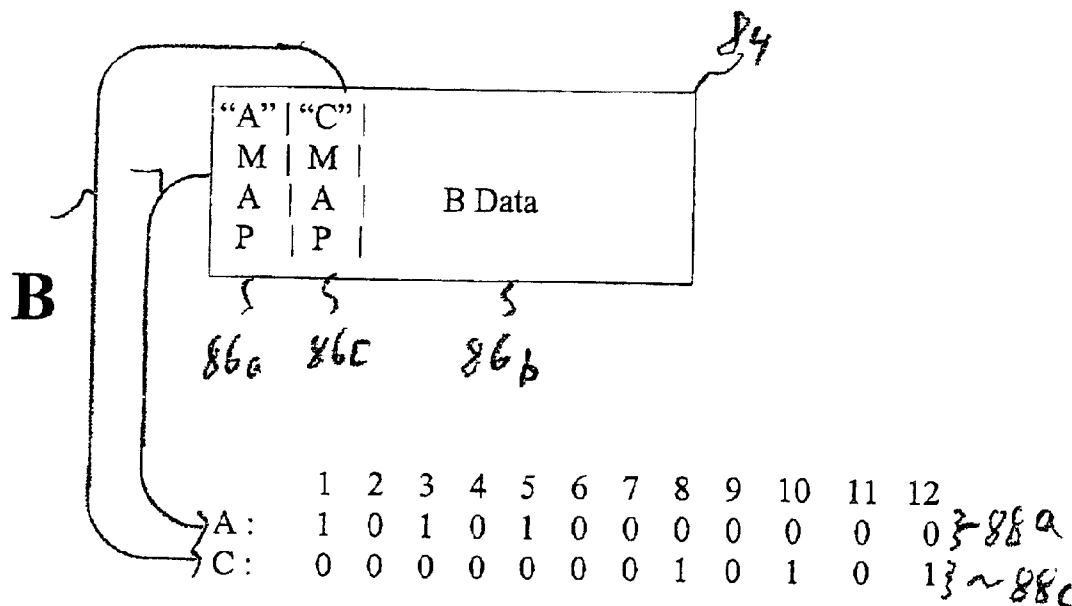 84
“A” | “C” |
M | M |
A | A |
P | P |
B Data
B
86a 86c 86b
1 2 3 4 5 6 7 8 9 10 11 12
A : 1 0 1 0 1 0 0 0 0 0 0 0 } 88a
C : 0 0 0 0 0 0 0 1 0 1 0 1 } ~ 88c